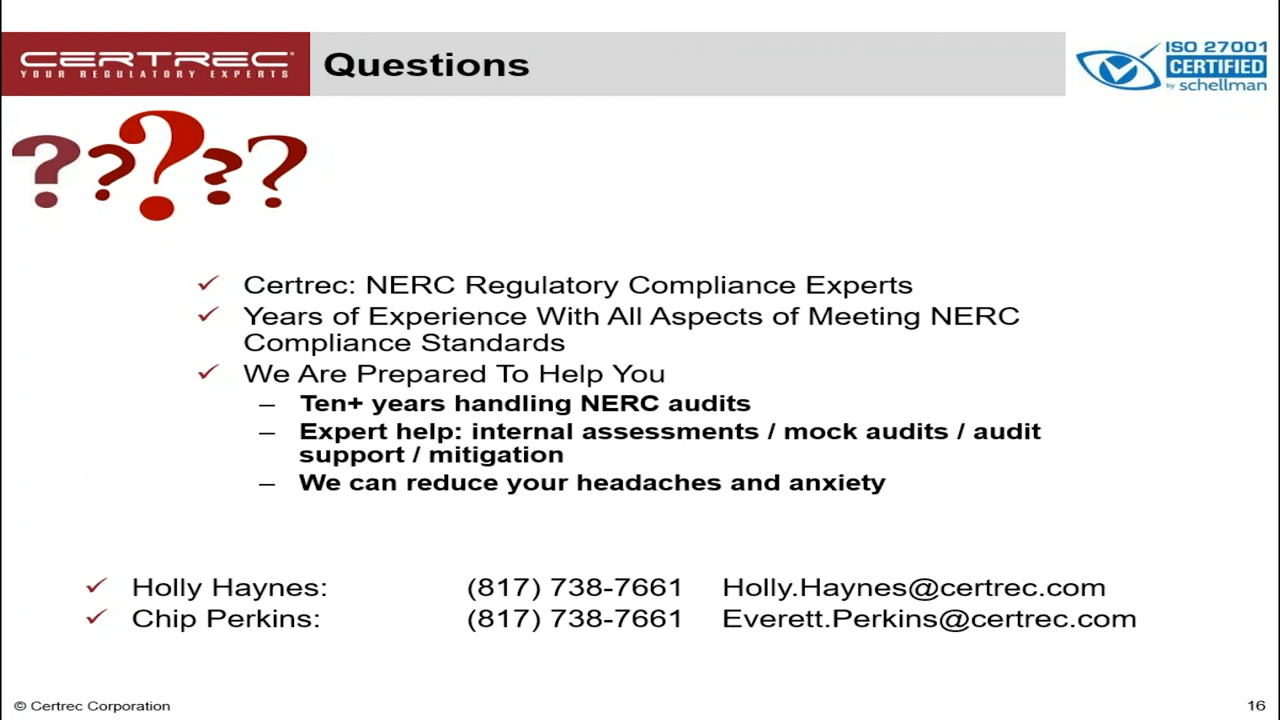 CERTREC
YOUR REGULATORY EXPERTS
Questions
ISO 27001
CERTIFIED
by schellman
? ? ? ? ?
Certrec: NERC Regulatory Compliance Experts
Years of Experience With All Aspects of Meeting NERC
Compliance Standards
We Are Prepared To Help You
– Ten+ years handling NERC audits
– Expert help: internal assessments / mock audits / audit
support / mitigation
– We can reduce your headaches and anxiety
Holly Haynes: (817) 738-7661 Holly.Haynes@certrec.com
Chip Perkins: (817) 738-7661 Everett.Perkins@certrec.com
© Certrec Corporation
16